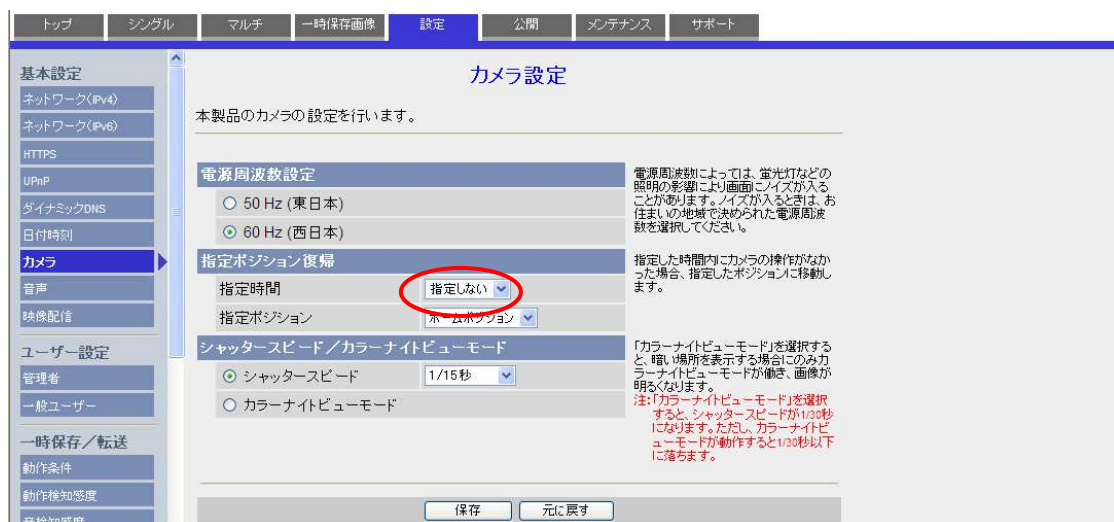 トップ
シングル
マルチ
一時保存画像
設定
公開
メンテナンス
サポート
基本設定
ネットワーク(IPv4)
ネットワーク(IPv6)
HTTPS
UPnP
ダイナミックDNS
日付時刻
カメラ
音声
映像配信
ユーザー設定
管理者
一般ユーザー
一時保存／転送
動作条件
動作検知感度
音検知感度
カメラ設定
本製品のカメラの設定を行います。
電源周波数設定
50 Hz (東日本)
60 Hz (西日本)
電源周波数によっては、蛍光灯などの
照明の影響により画面にノイズが入る
ことがあります。ノイズが入るときは、お
住まいの地域で決められた電源周波
数を選択してください。
指定ポジション復帰
指定時間 指定しない
指定ポジション ホームポジション
指定した時間内にカメラの操作がなか
った場合、指定したポジションに移動し
ます。
シャッタースピード／カラーナイトビューモード
シャッタースピード 1/15秒
カラーナイトビューモード
「カラーナイトビューモード」を選択する
と、暗い場所を表示する場合にのみカ
ラーナイトビューモードが働き、画像が
明るくなります。
注:「カラーナイトビューモード」を選択
すると、シャッタースピードが1/30秒
になります。ただし、カラーナイトビ
ューモードが動作すると1/30秒以下
に落ちます。
保存
元に戻す